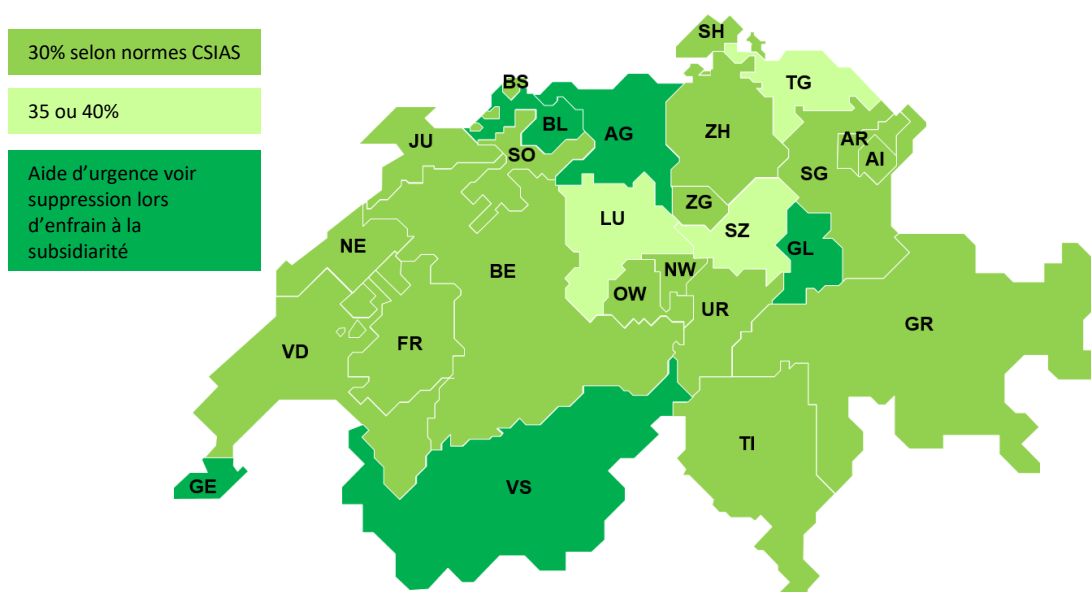 30% selon normes CSIAS
35 ou 40%
Aide d’urgence voir
suppression lors
d’enfrain à la
subsidiarité
SH
BS
TG
BL
AG
ZH
JU
AR
SO
AI
SG
ZG
LU
SZ
NE
GL
BE
NW
OW
UR
GR
FR
VD
TI
GE
VS